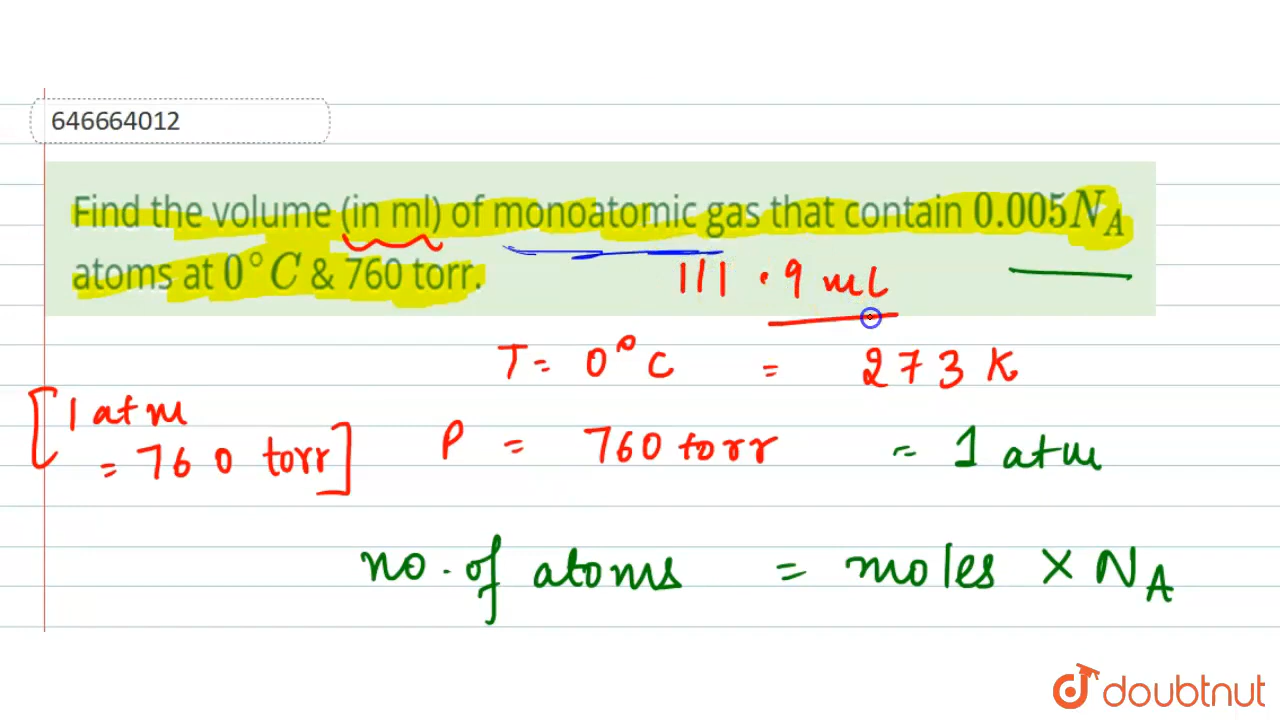 646664012
Find the volume (in ml) of monoatomic gas that contain 0.005N_A
atoms at 0°C & 760 torr.
111.9 ml
T = 0°C = 273 K
[1 atm
= 760 torr]
P = 760 torr = 1 atm
no. of atoms = moles × N_A
doubtnut